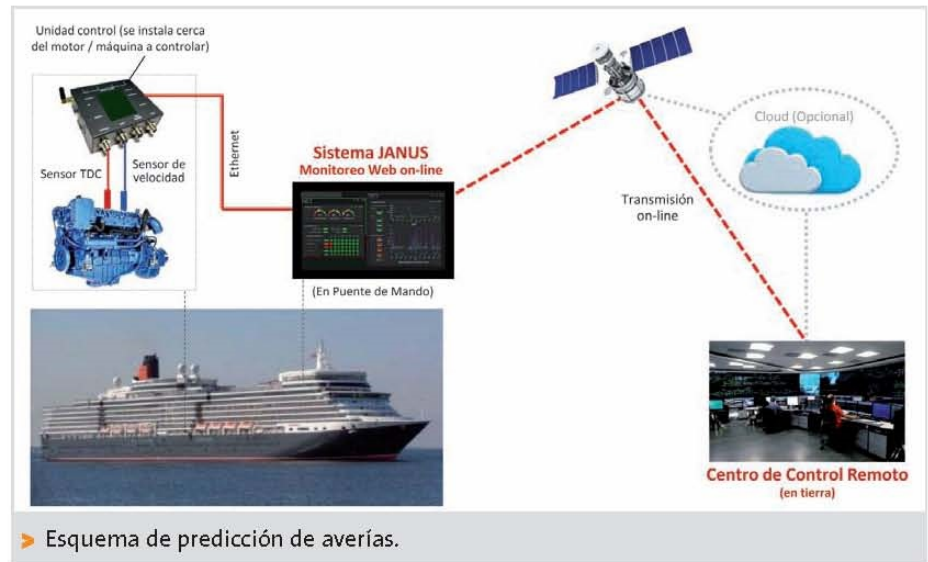 Unidad control (se instala cerca
del motor / máquina a controlar)
Sensor TDC
Sensor de
velocidad
Ethernet
Sistema JANUS
Monitoreo Web on-line
(En Puente de Mando)
Transmisión
on-line
Cloud (Opcional)
Centro de Control Remoto
(en tierra)
> Esquema de predicción de averías.